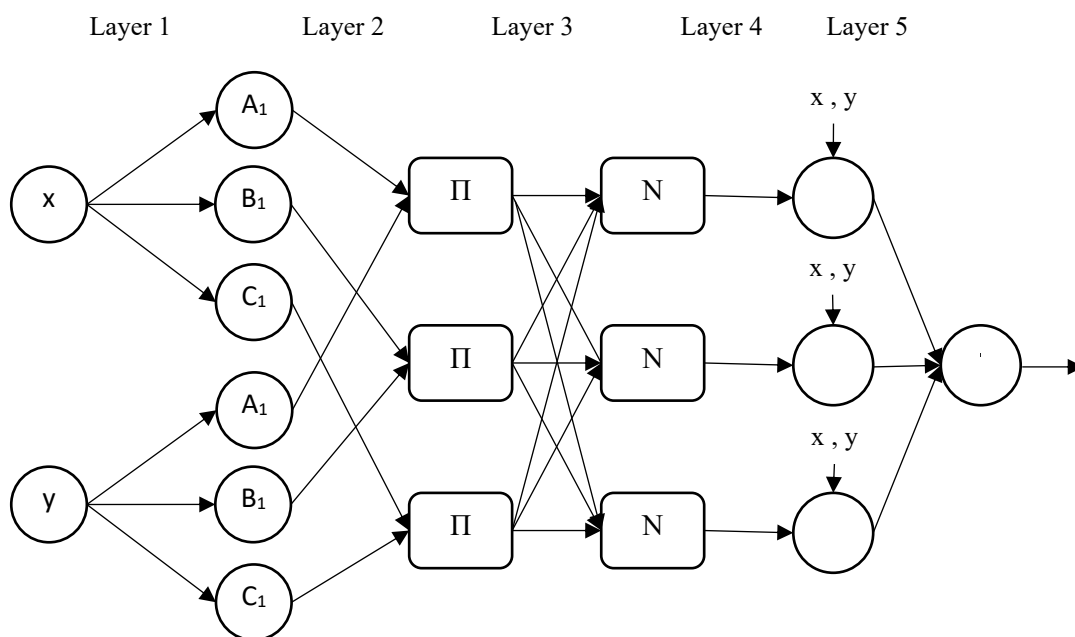 Layer 1 Layer 2 Layer 3 Layer 4 Layer 5
A₁
x , y
x
B₁
Π
N
C₁
x , y
Π
N
A₁
x , y
y
B₁
Π
N
C₁